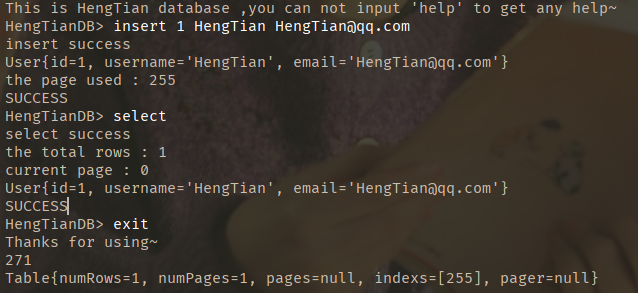 This is HengTian database ,you can not input 'help' to get any help~
HengTianDB> insert 1 HengTian HengTian@qq.com
insert success
User{id=1, username='HengTian', email='HengTian@qq.com'}
the page used : 255
SUCCESS
HengTianDB> select
select success
the total rows : 1
current page : 0
User{id=1, username='HengTian', email='HengTian@qq.com'}
SUCCESS
HengTianDB> exit
Thanks for using~
271
Table{numRows=1, numPages=1, pages=null, indexs=[255], pager=null}